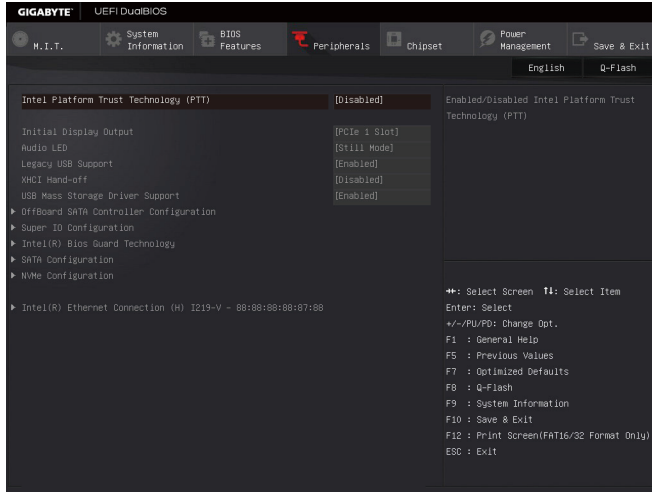 GIGABYTE™ UEFI DualBIOS
M.I.T.
System Information
BIOS Features
Peripherals
Chipset
Power Management
Save & Exit
English Q-Flash
Intel Platform Trust Technology (PTT) [Disabled]
Initial Display Output [PCIe 1 Slot]
Audio LED [Still Mode]
Legacy USB Support [Enabled]
XHCI Hand-off [Disabled]
USB Mass Storage Driver Support [Enabled]
▶ OffBoard SATA Controller Configuration
▶ Super IO Configuration
▶ Intel(R) Bios Guard Technology
▶ SATA Configuration
▶ NVMe Configuration
▶ Intel(R) Ethernet Connection (H) I219-V - 88:88:88:88:87:88
Enabled/Disabled Intel Platform Trust
Technology (PTT)
→←: Select Screen ↑↓: Select Item
Enter: Select
+/-/PU/PD: Change Opt.
F1 : General Help
F5 : Previous Values
F7 : Optimized Defaults
F8 : Q-Flash
F9 : System Information
F10 : Save & Exit
F12 : Print Screen(FAT16/32 Format Only)
ESC : Exit